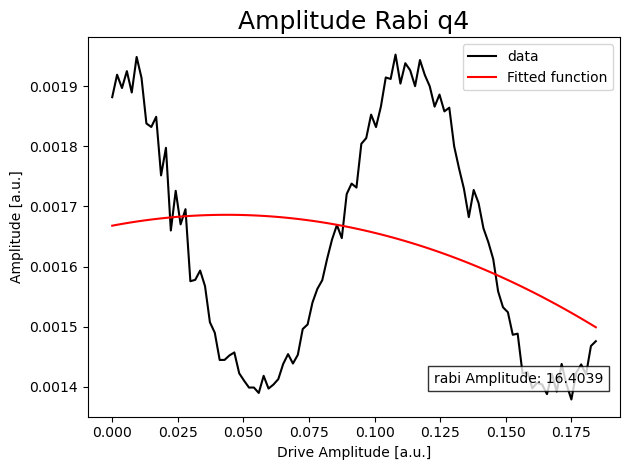 Amplitude Rabi q4
data
Fitted function
Amplitude [a.u.]
0.0019
0.0018
0.0017
0.0016
0.0015
0.0014
rabi Amplitude: 16.4039
0.000
0.025
0.050
0.075
0.100
0.125
0.150
0.175
Drive Amplitude [a.u.]